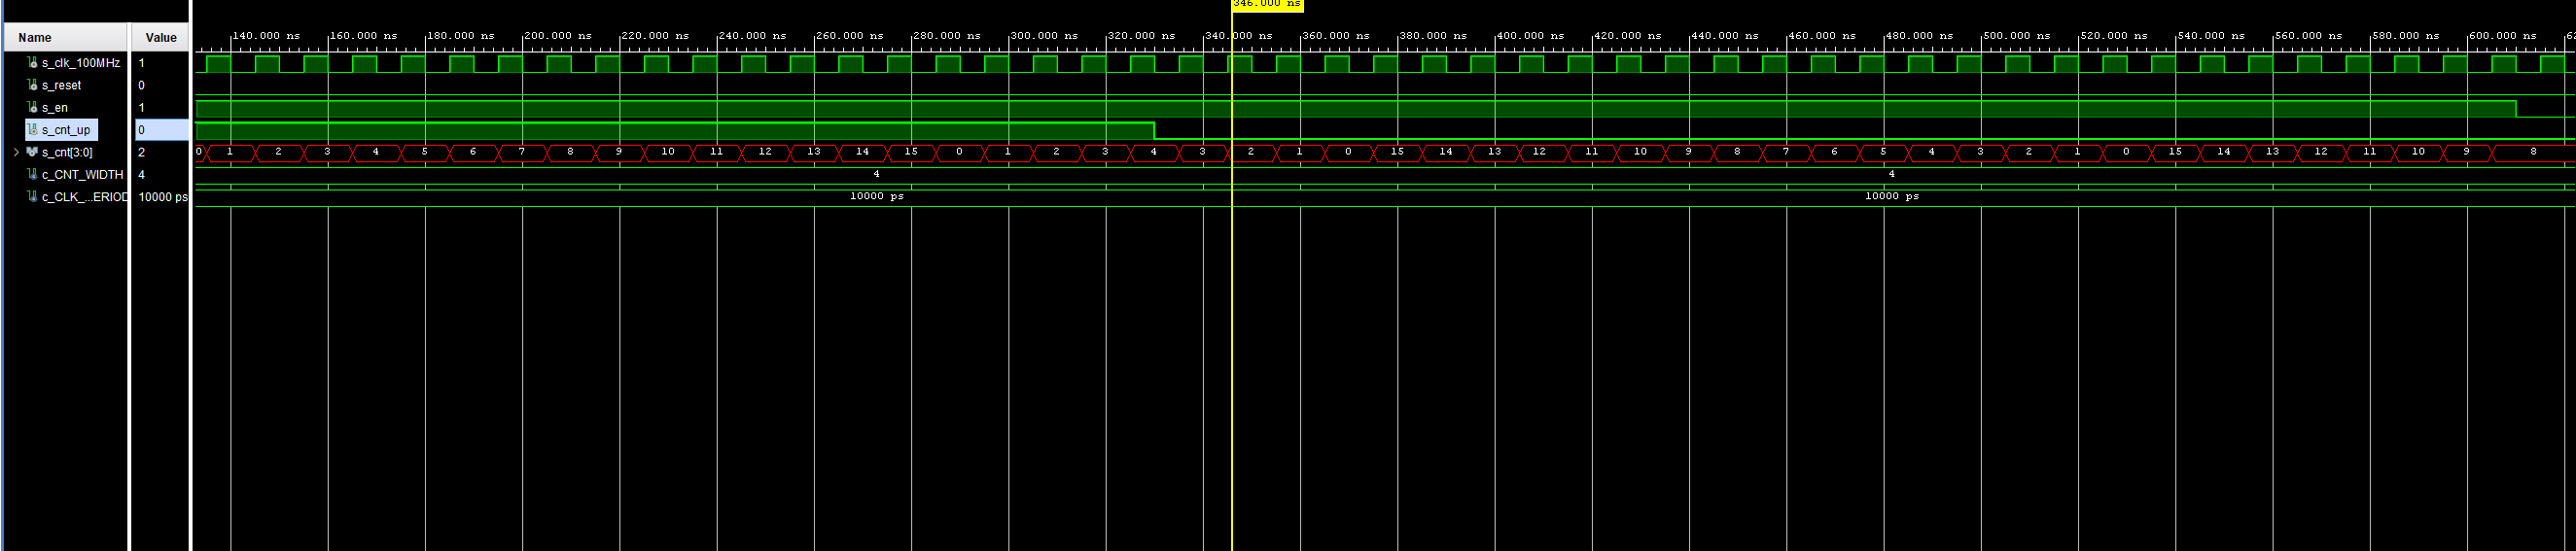 346.000 ns
Name Value
140.000 ns 160.000 ns 180.000 ns 200.000 ns 220.000 ns 240.000 ns 260.000 ns 280.000 ns 300.000 ns 320.000 ns 340.000 ns 360.000 ns 380.000 ns 400.000 ns 420.000 ns 440.000 ns 460.000 ns 480.000 ns 500.000 ns 520.000 ns 540.000 ns 560.000 ns 580.000 ns 600.000 ns
s_clk_100MHz 1
s_reset 0
s_en 1
s_cnt_up 0
s_cnt[3:0] 2 0 1 2 3 4 5 6 7 8 9 10 11 12 13 14 15 0 1 2 3 4 3 2 1 0 15 14 13 12 11 10 9 8 7 6 5 4 3 2 1 0 15 14 13 12 11 10 9 8
c_CNT_WIDTH 4 4 4
c_CLK_...ERIOD 10000 ps 10000 ps 10000 ps